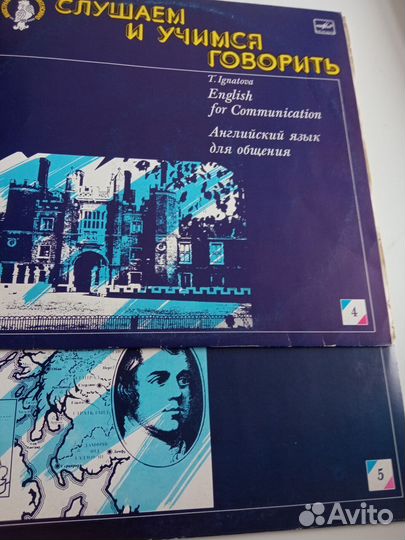 СЛУШАЕМ
И УЧИМСЯ
ГОВОРИТЬ
T. Ignatova
English
for Communication
Английский язык
для общения
4
5
Avito